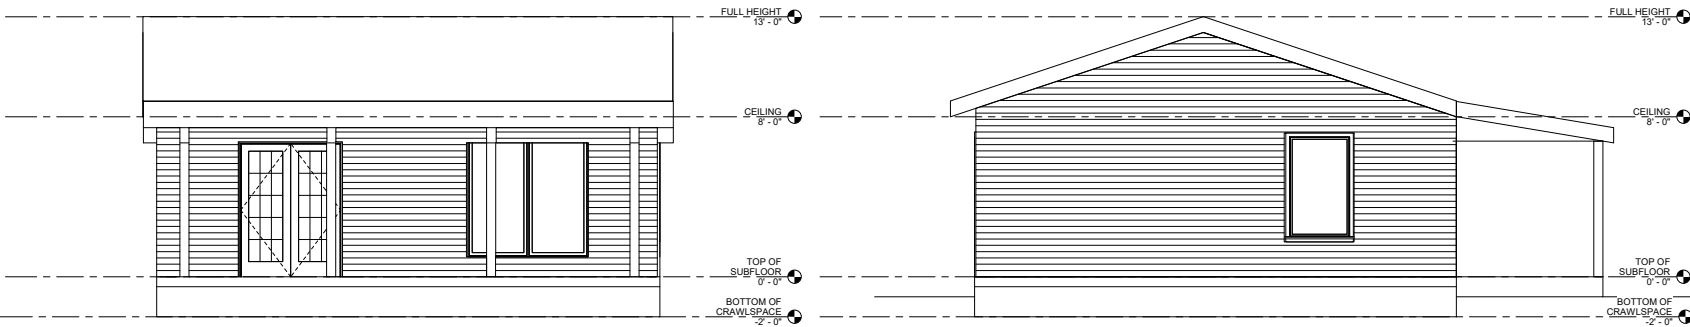 FULL HEIGHT
13' - 0"
CEILING
8' - 0"
TOP OF
SUBFLOOR
0' - 0"
BOTTOM OF
CRAWLSPACE
-2' - 0"
FULL HEIGHT
13' - 0"
CEILING
8' - 0"
TOP OF
SUBFLOOR
0' - 0"
BOTTOM OF
CRAWLSPACE
-2' - 0"